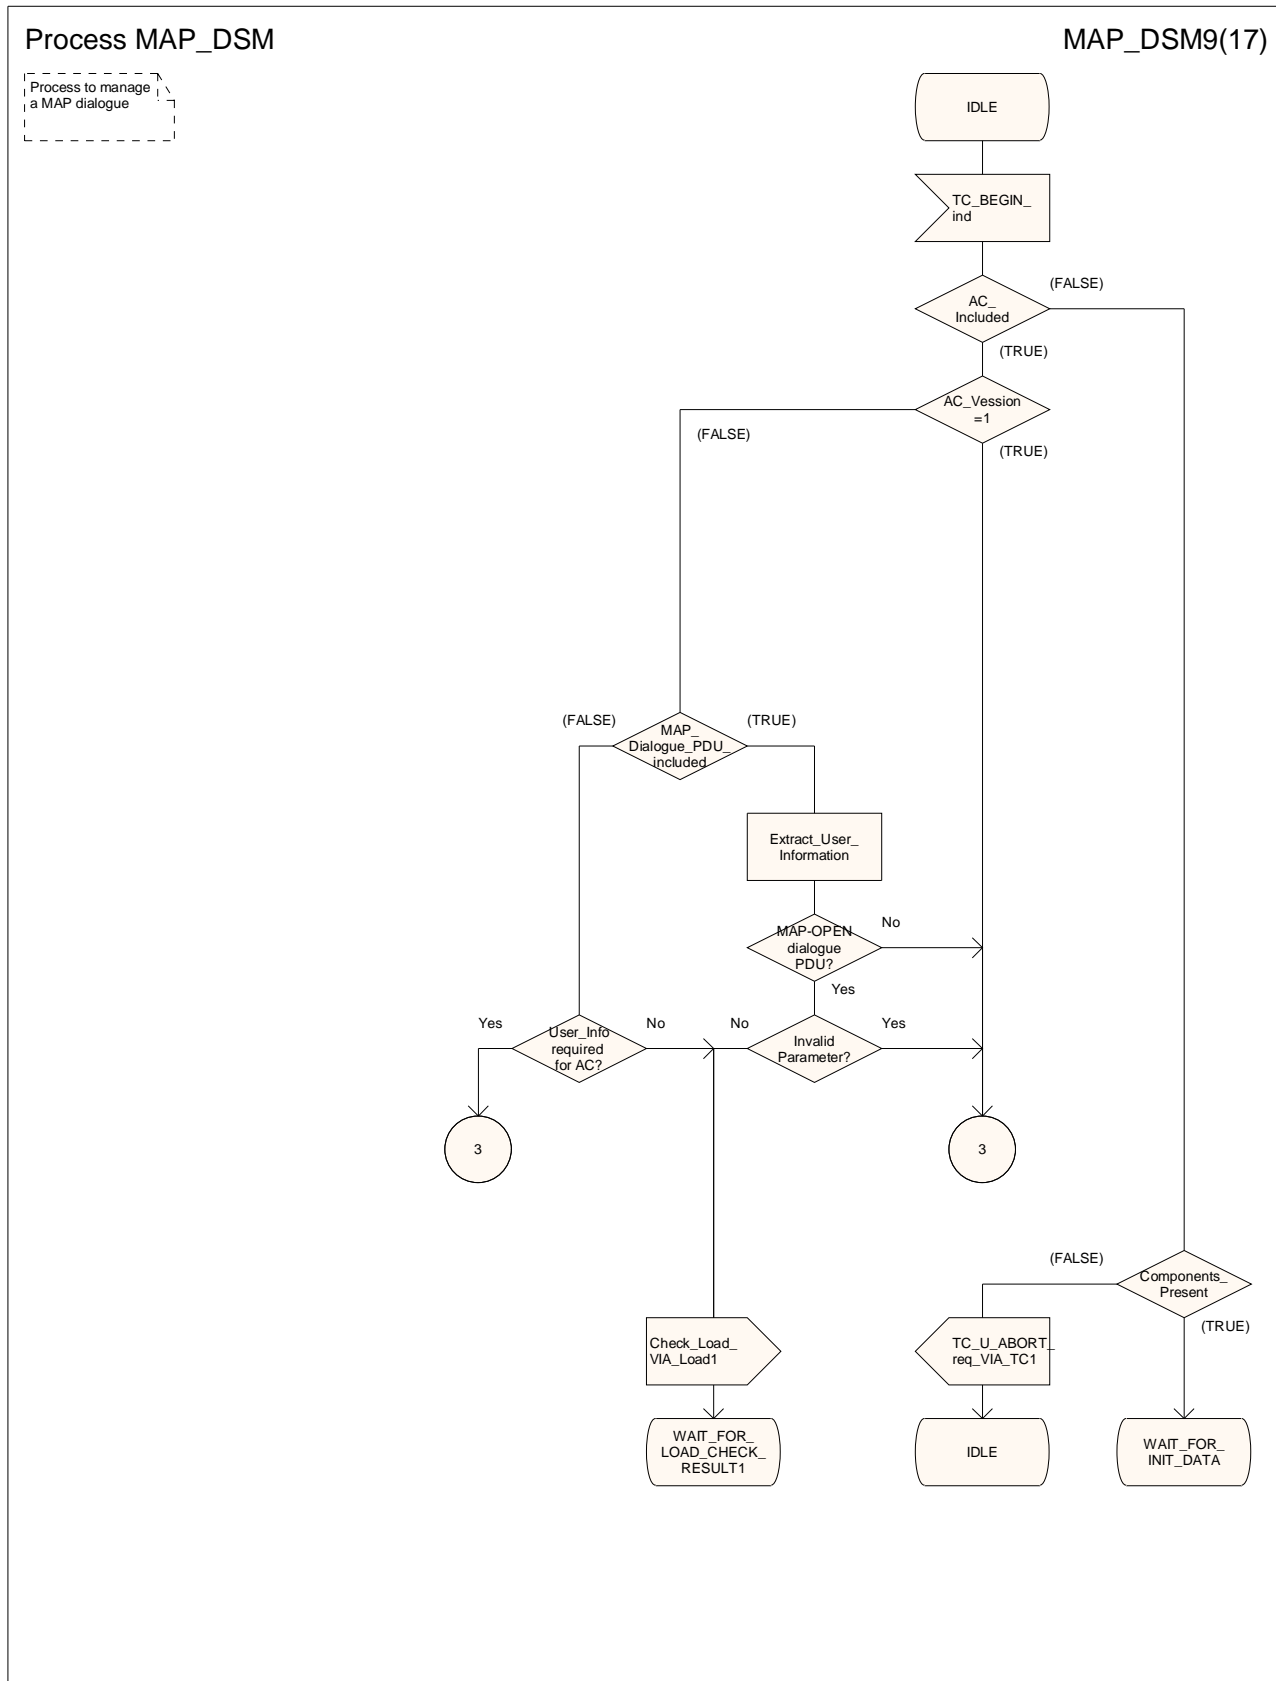 Process MAP_DSM
MAP_DSM9(17)
Process to manage
a MAP dialogue
IDLE
TC_BEGIN_
ind
AC_
Included
(FALSE)
(TRUE)
AC_Vession
=1
(FALSE)
(TRUE)
(FALSE)
MAP_
Dialogue_PDU_
included
(TRUE)
Extract_User_
Information
MAP-OPEN
dialogue
PDU?
No
Yes
Yes
User_Info
required
for AC?
No
No
Invalid
Parameter?
Yes
3
3
(FALSE)
Components_
Present
(TRUE)
Check_Load_
VIA_Load1
TC_U_ABORT_
req_VIA_TC1
WAIT_FOR_
LOAD_CHECK_
RESULT1
IDLE
WAIT_FOR_
INIT_DATA